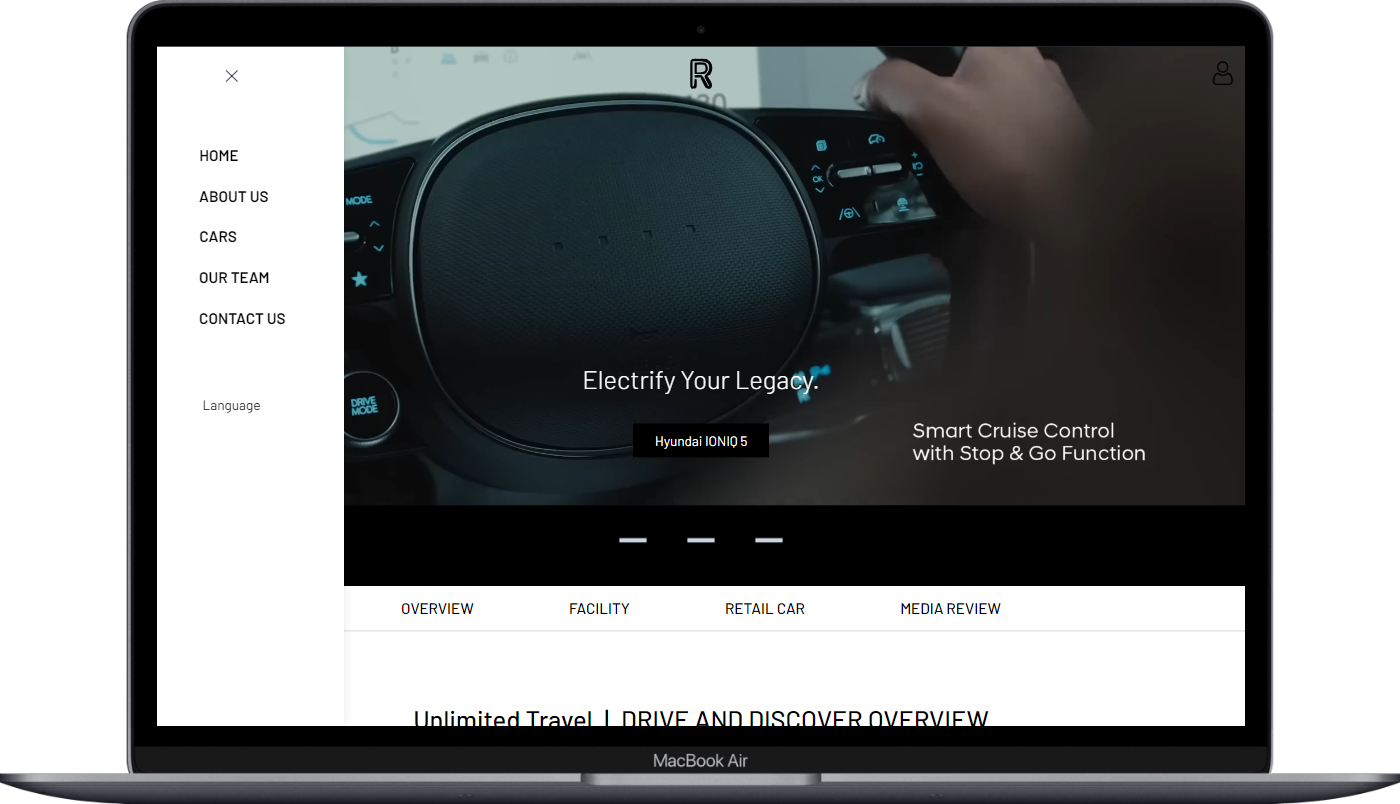 R
HOME
ABOUT US
CARS
OUR TEAM
CONTACT US
Language
MODE
OK
DRIVE
MODE
Electrify Your Legacy.
Hyundai IONIQ 5
Smart Cruise Control
with Stop & Go Function
OVERVIEW
FACILITY
RETAIL CAR
MEDIA REVIEW
Unlimited Travel | DRIVE AND DISCOVER OVERVIEW
MacBook Air